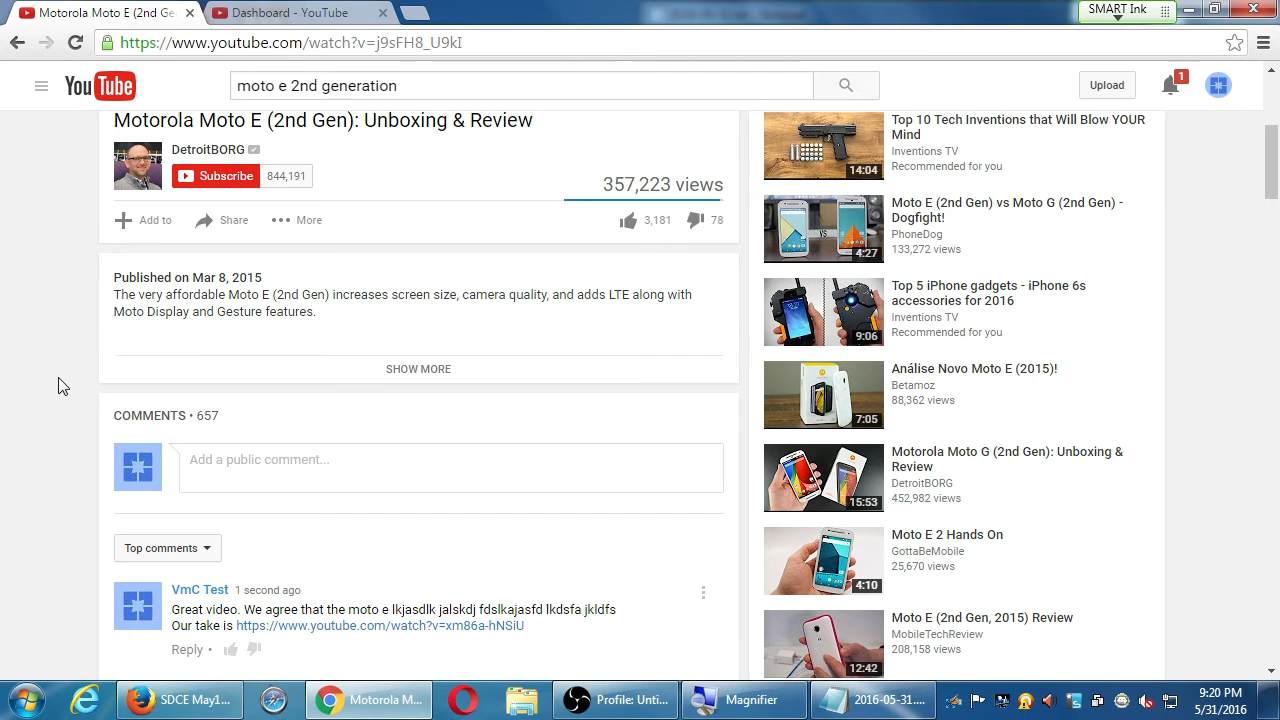 Motorola Moto E (2nd Ge
Dashboard - YouTube
SMART Ink
https://www.youtube.com/watch?v=j9sFH8_U9kI
YouTube
moto e 2nd generation
Upload
1
Motorola Moto E (2nd Gen): Unboxing & Review
DetroitBORG
Subscribe 844,191
357,223 views
Add to
Share
More
3,181
78
Published on Mar 8, 2015
The very affordable Moto E (2nd Gen) increases screen size, camera quality, and adds LTE along with
Moto Display and Gesture features.
SHOW MORE
COMMENTS • 657
Add a public comment...
Top comments
VmC Test 1 second ago
Great video. We agree that the moto e lkjasdlk jalskdj fdslkajasfd lkdsfa jkldfs
Our take is https://www.youtube.com/watch?v=xm86a-hNSiU
Reply •
14:04
Top 10 Tech Inventions that Will Blow YOUR
Mind
Inventions TV
Recommended for you
VS
4:27
Moto E (2nd Gen) vs Moto G (2nd Gen) -
Dogfight!
PhoneDog
133,272 views
9:06
Top 5 iPhone gadgets - iPhone 6s
accessories for 2016
Inventions TV
Recommended for you
7:05
Análise Novo Moto E (2015)!
Betamoz
88,362 views
15:53
Motorola Moto G (2nd Gen): Unboxing &
Review
DetroitBORG
452,982 views
4:10
Moto E 2 Hands On
GottaBeMobile
25,670 views
12:42
Moto E (2nd Gen, 2015) Review
MobileTechReview
208,158 views
SDCE May1...
Motorola M...
Profile: Unti...
Magnifier
2016-05-31....
9:20 PM
5/31/2016